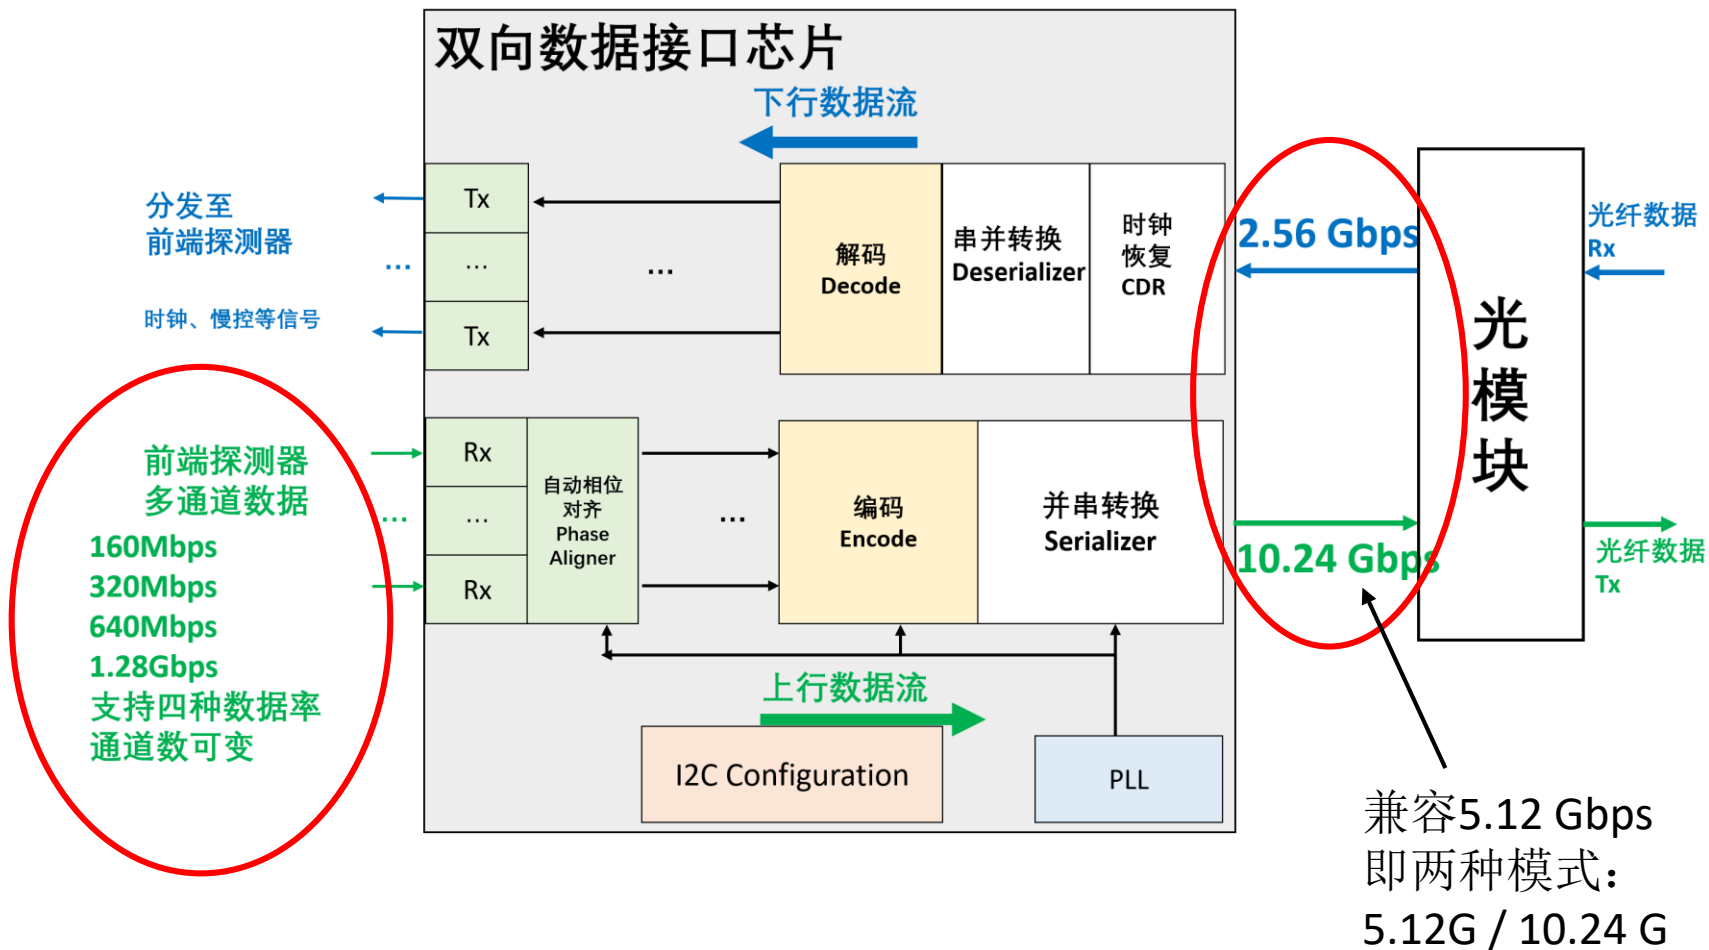 双向数据接口芯片
下行数据流
分发至
前端探测器
...
时钟、慢控等信号
Tx
...
Tx
...
解码
Decode
串并转换
Deserializer
时钟
恢复
CDR
2.56 Gbps
光纤数据
Rx
光
模
块
前端探测器
多通道数据
...
160Mbps
320Mbps
640Mbps
1.28Gbps
支持四种数据率
通道数可变
Rx
...
Rx
自动相位
对齐
Phase
Aligner
...
编码
Encode
并串转换
Serializer
10.24 Gbps
光纤数据
Tx
上行数据流
I2C Configuration
PLL
兼容5.12 Gbps
即两种模式：
5.12G / 10.24 G